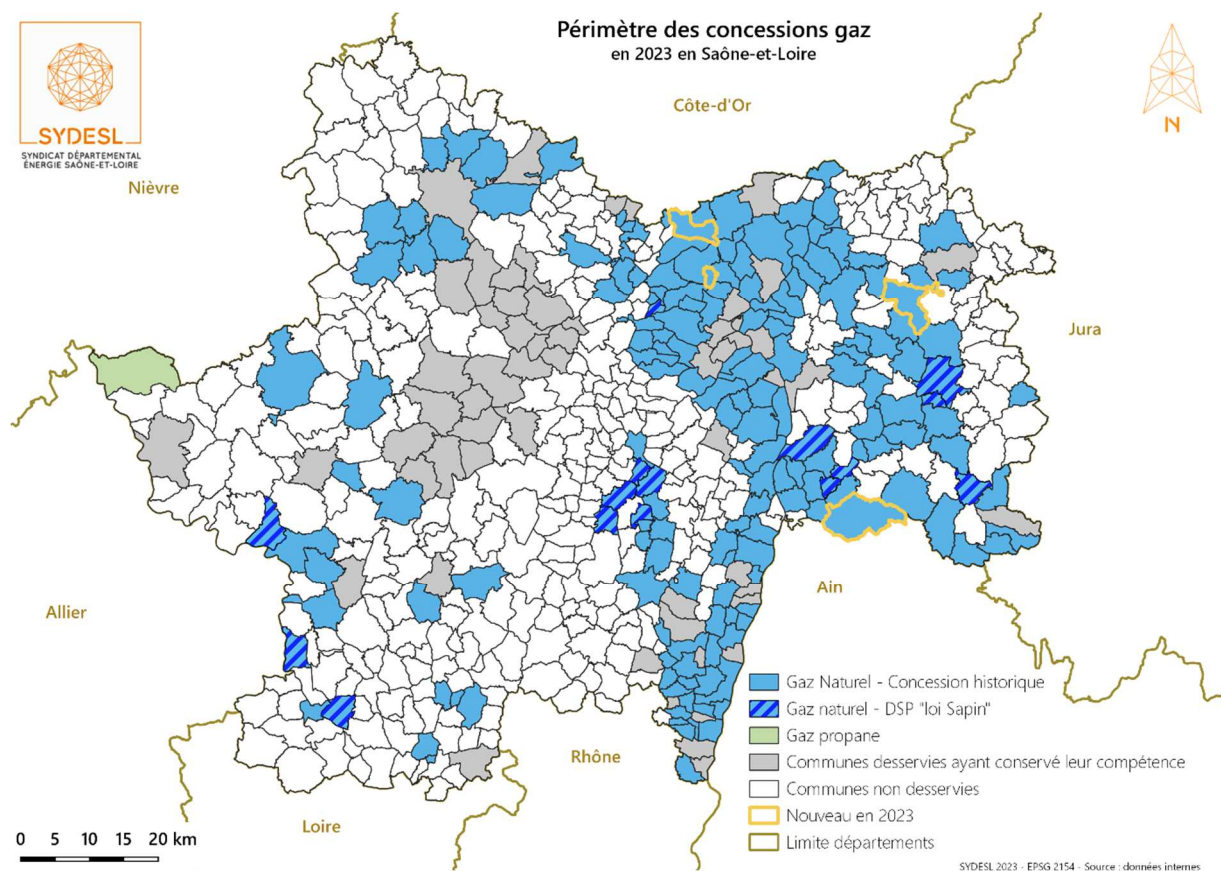 Périmètre des concessions gaz
en 2023 en Saône-et-Loire
SYDESL
SYNDICAT DÉPARTEMENTAL
ÉNERGIE SAÔNE-ET-LOIRE
N
Côte-d'Or
Nièvre
Jura
Allier
Ain
Rhône
Loire
Gaz Naturel - Concession historique
Gaz naturel - DSP "loi Sapin"
Gaz propane
Communes desservies ayant conservé leur compétence
Communes non desservies
Nouveau en 2023
Limite départements
0 5 10 15 20 km
SYDESL 2023 - EPSG 2154 - Source : données internes